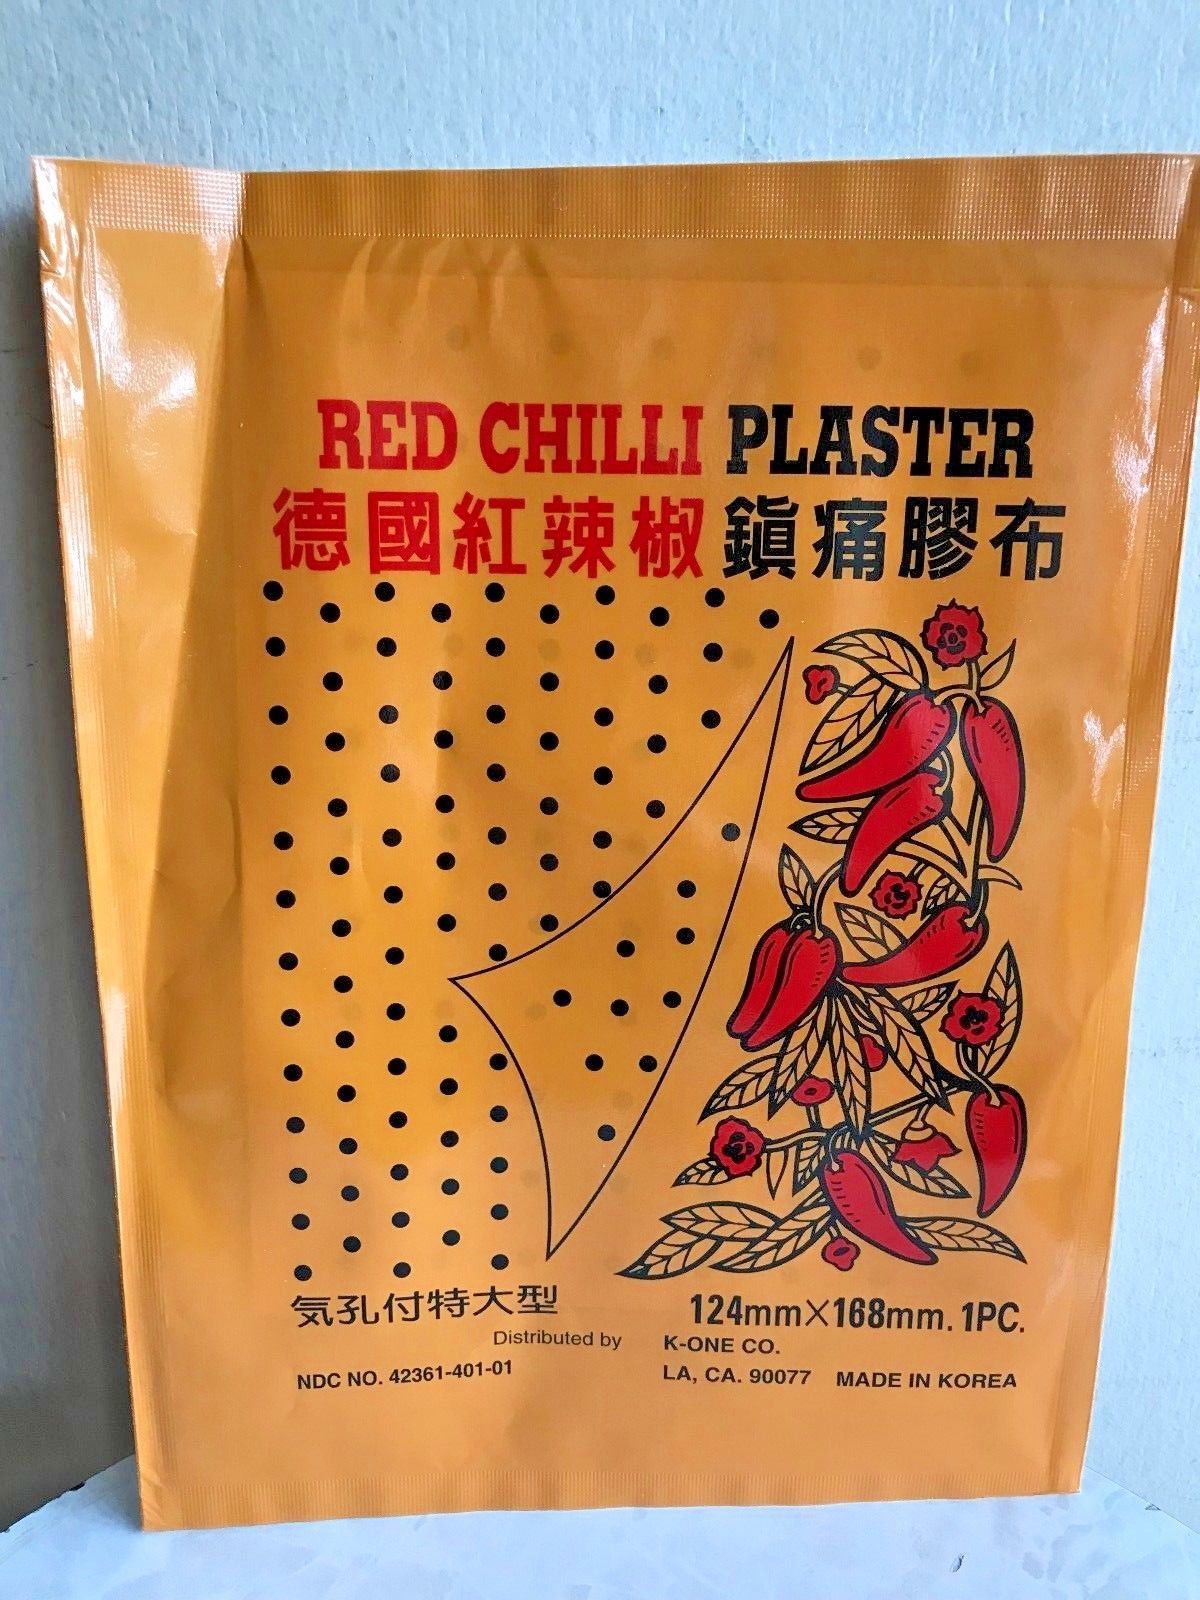 RED CHILLI PLASTER
德國紅辣椒鎮痛膠布
気孔付特大型
124mm×168mm. 1PC.
Distributed by K-ONE CO.
NDC NO. 42361-401-01 LA, CA. 90077 MADE IN KOREA